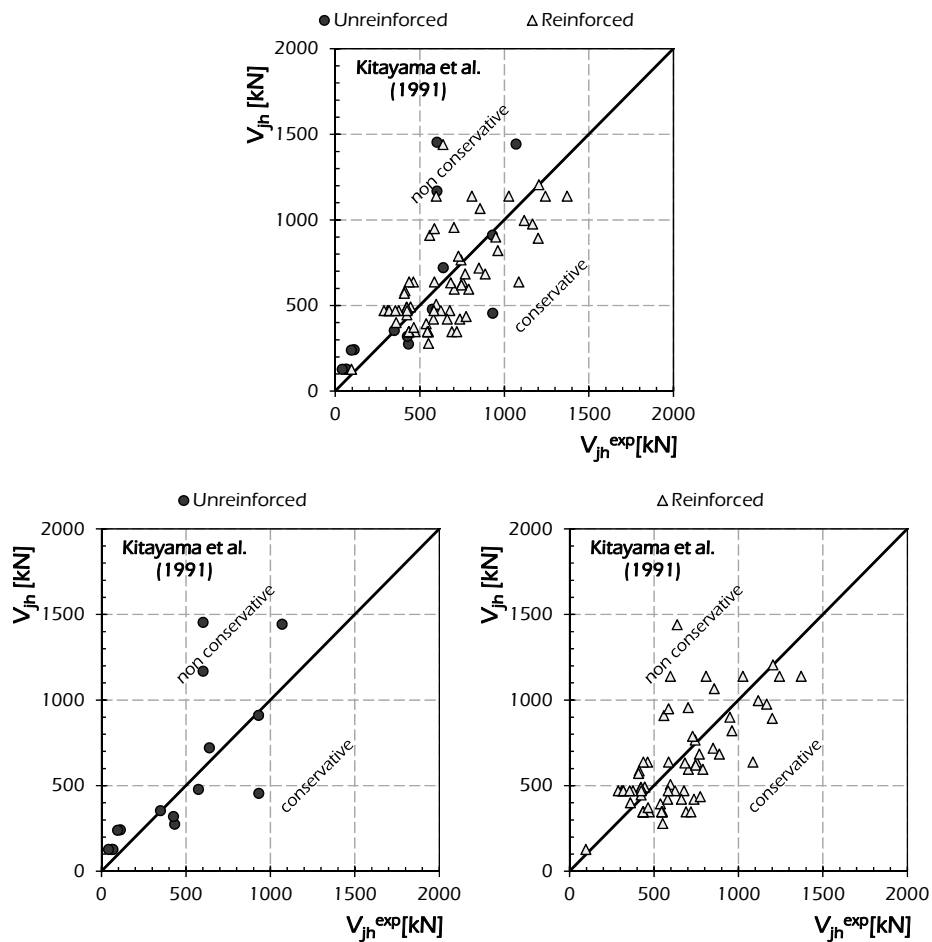 Unreinforced Reinforced
Kitayama et al.
(1991)
V_jh [kN]
non conservative
conservative
2000
1500
1000
500
0
0 500 1000 1500 2000
V_jh^exp[kN]
Unreinforced
Kitayama et al.
(1991)
V_jh [kN]
non conservative
conservative
2000
1500
1000
500
0
0 500 1000 1500 2000
V_jh^exp[kN]
Reinforced
Kitayama et al.
(1991)
V_jh [kN]
non conservative
conservative
2000
1500
1000
500
0
0 500 1000 1500 2000
V_jh^exp[kN]